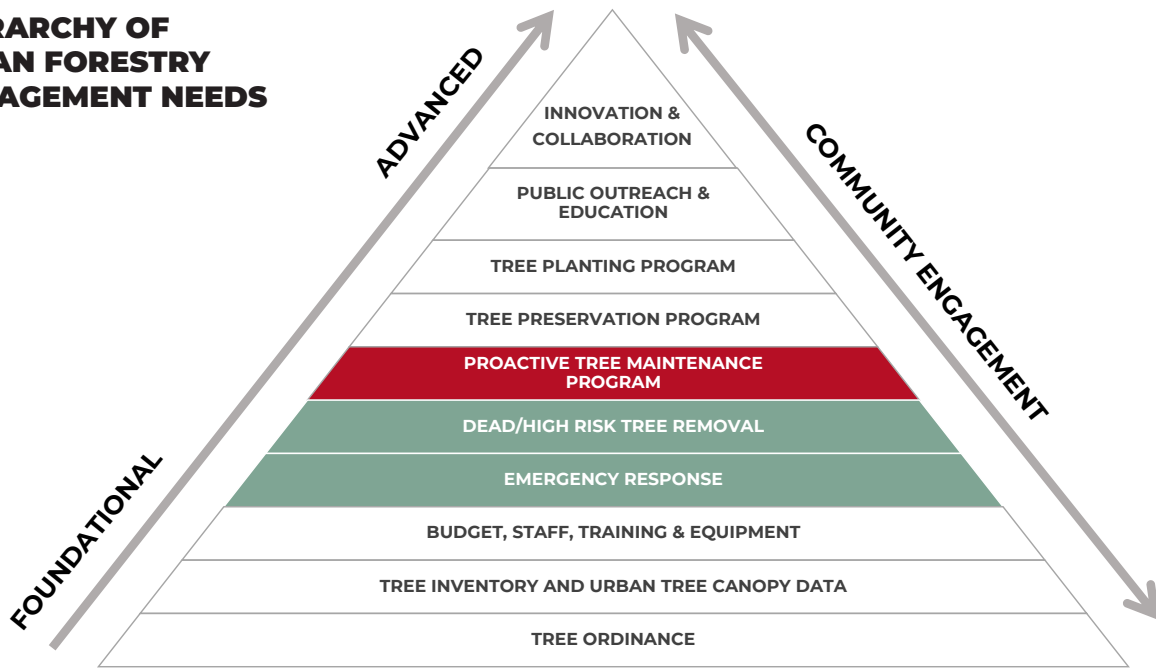 RARCHY OF
AN FORESTRY
AGEMENT NEEDS
ADVANCED
FOUNDATIONAL
COMMUNITY ENGAGEMENT
INNOVATION &
COLLABORATION
PUBLIC OUTREACH &
EDUCATION
TREE PLANTING PROGRAM
TREE PRESERVATION PROGRAM
PROACTIVE TREE MAINTENANCE
PROGRAM
DEAD/HIGH RISK TREE REMOVAL
EMERGENCY RESPONSE
BUDGET, STAFF, TRAINING & EQUIPMENT
TREE INVENTORY AND URBAN TREE CANOPY DATA
TREE ORDINANCE